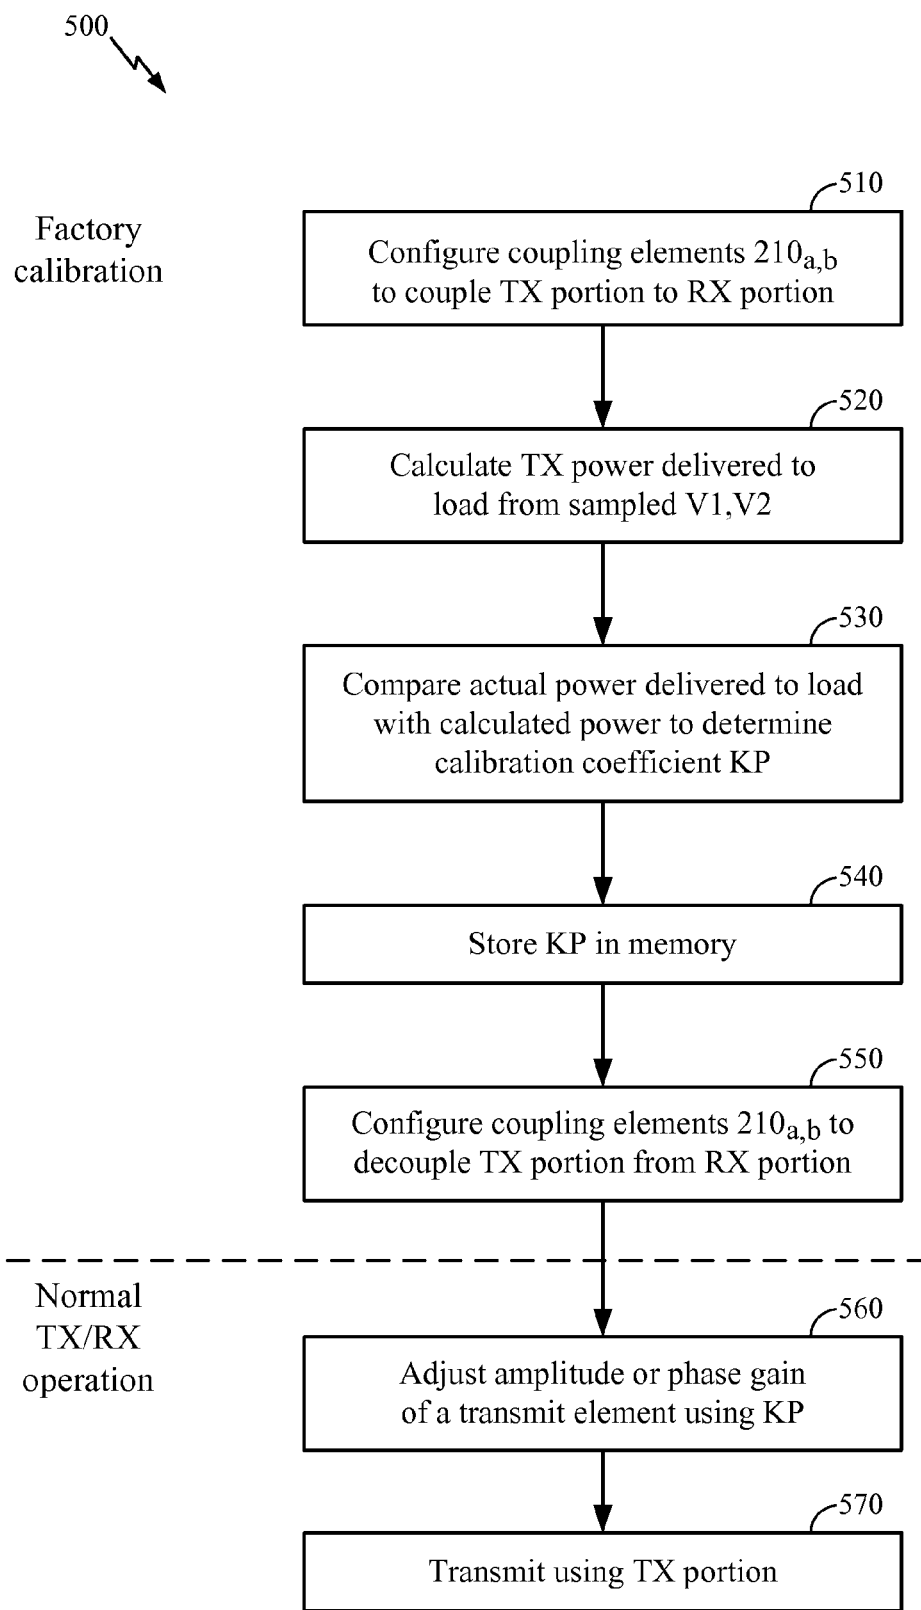 500
Factory
calibration
510
Configure coupling elements 210a,b
to couple TX portion to RX portion
520
Calculate TX power delivered to
load from sampled V1,V2
530
Compare actual power delivered to load
with calculated power to determine
calibration coefficient KP
540
Store KP in memory
550
Configure coupling elements 210a,b to
decouple TX portion from RX portion
Normal
TX/RX
operation
560
Adjust amplitude or phase gain
of a transmit element using KP
570
Transmit using TX portion